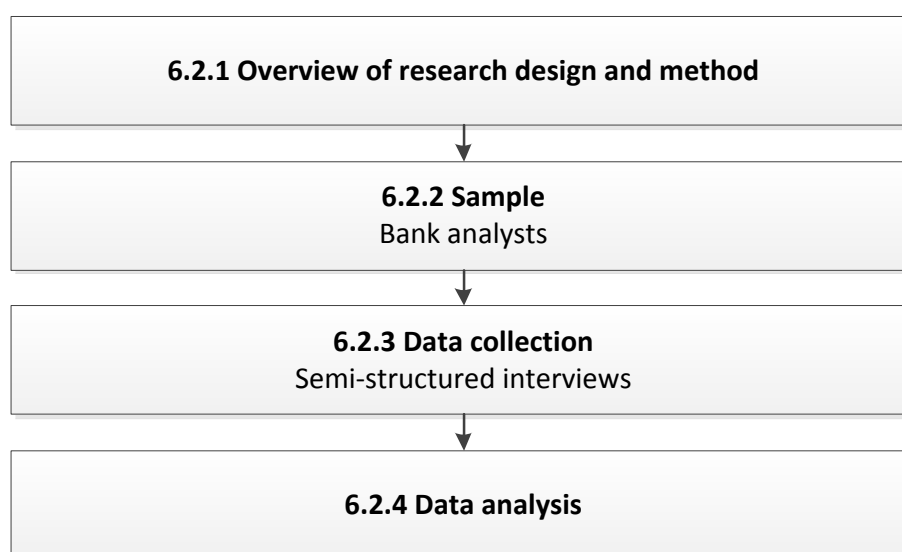 6.2.1 Overview of research design and method
6.2.2 Sample
Bank analysts
6.2.3 Data collection
Semi-structured interviews
6.2.4 Data analysis